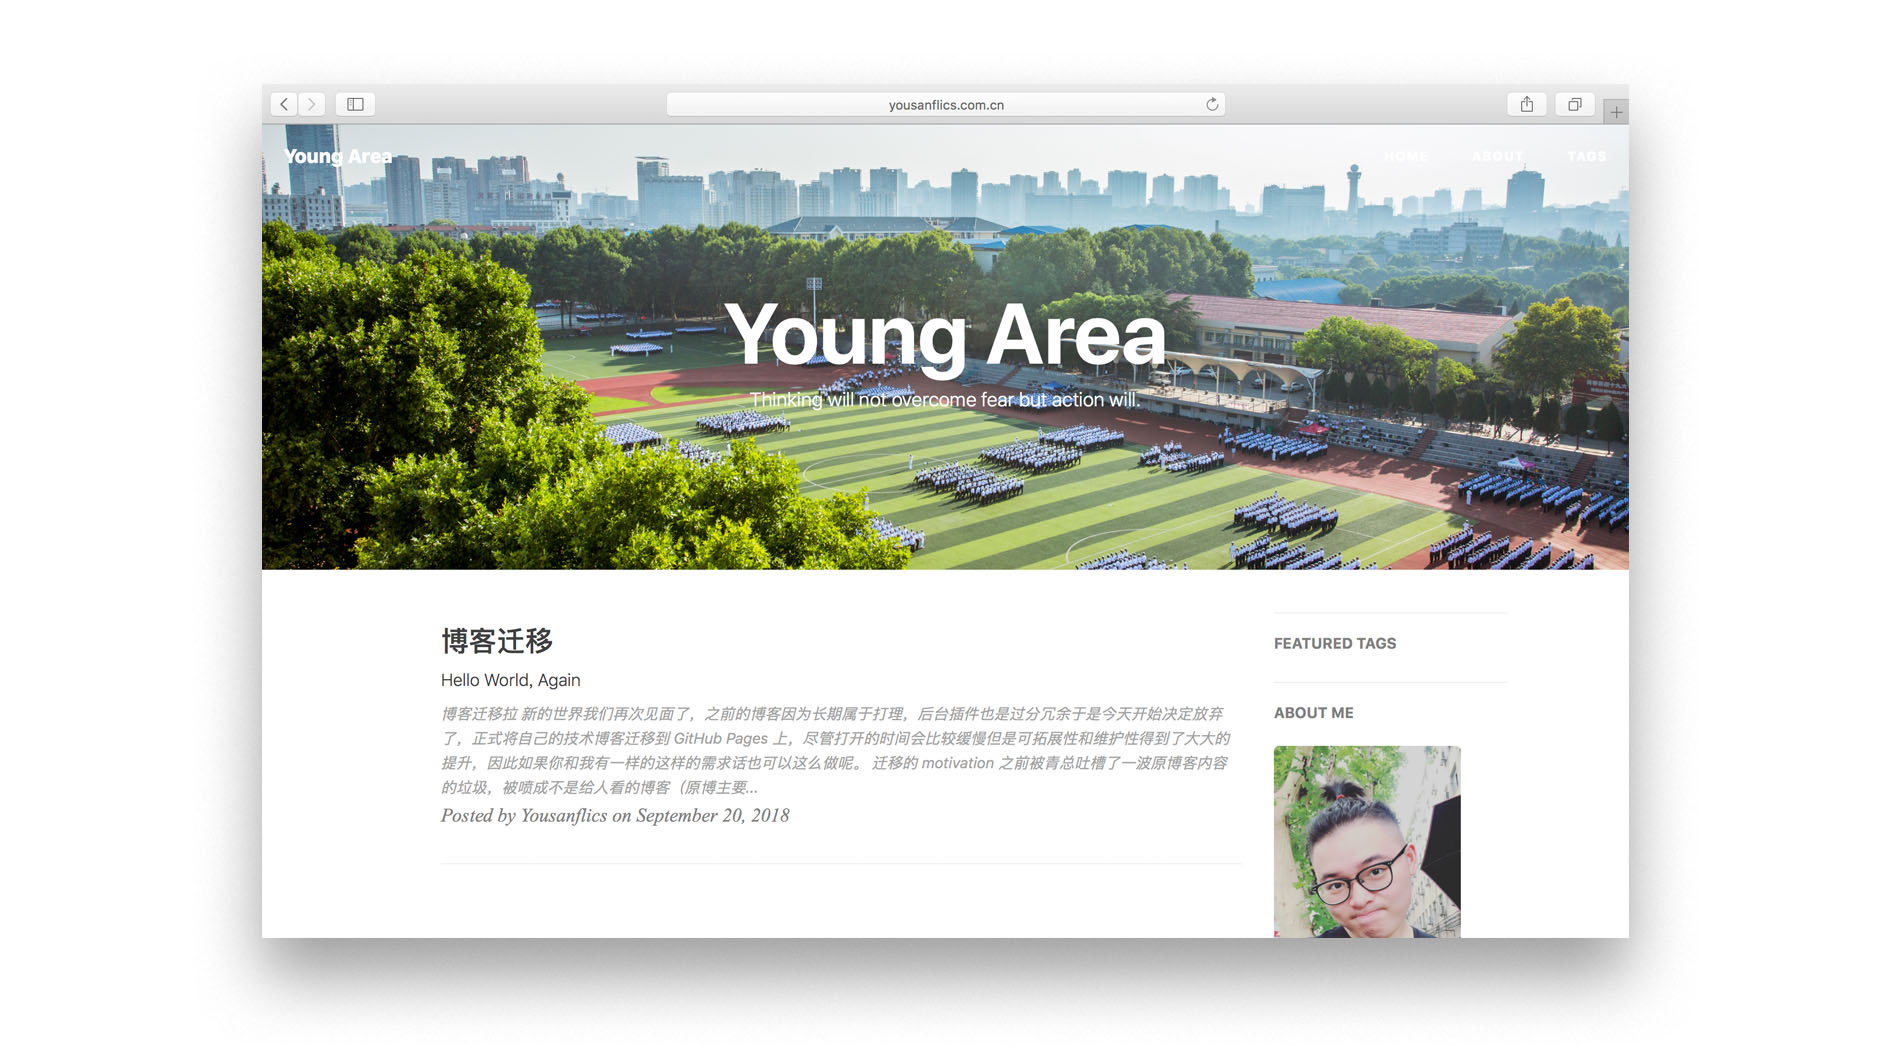 yousanflics.com.cn
Young Area
HOME ABOUT TAGS
Young Area
Thinking will not overcome fear but action will.
博客迁移
Hello World, Again
博客迁移拉 新的世界我们再次见面了，之前的博客因为长期属于打理，后台插件也是过分冗余于是今天开始决定放弃
了，正式将自己的技术博客迁移到 GitHub Pages 上，尽管打开的时间会比较缓慢但是可拓展性和维护性得到了大大的
提升，因此如果你和我有一样的这样的需求话也可以这么做呢。 迁移的 motivation 之前被青总吐槽了一波原博客内容
的垃圾，被喷成不是给人看的博客（原博主要...
Posted by Yousanflics on September 20, 2018
FEATURED TAGS
ABOUT ME